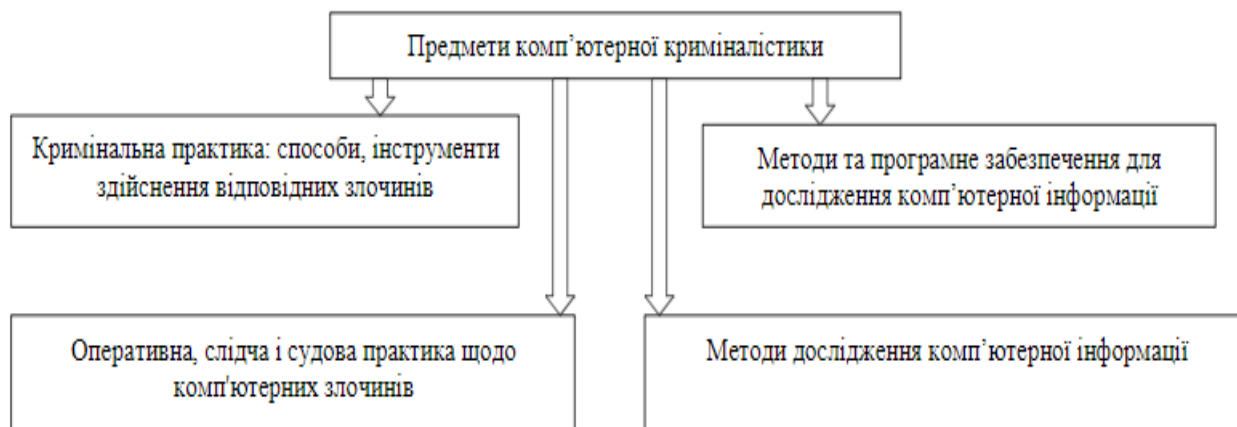 Предмети комп’ютерної криміналістики
Кримінальна практика: способи, інструменти
здійснення відповідних злочинів
Методи та програмне забезпечення для
дослідження комп’ютерної інформації
Оперативна, слідча і судова практика щодо
комп'ютерних злочинів
Методи дослідження комп’ютерної інформації